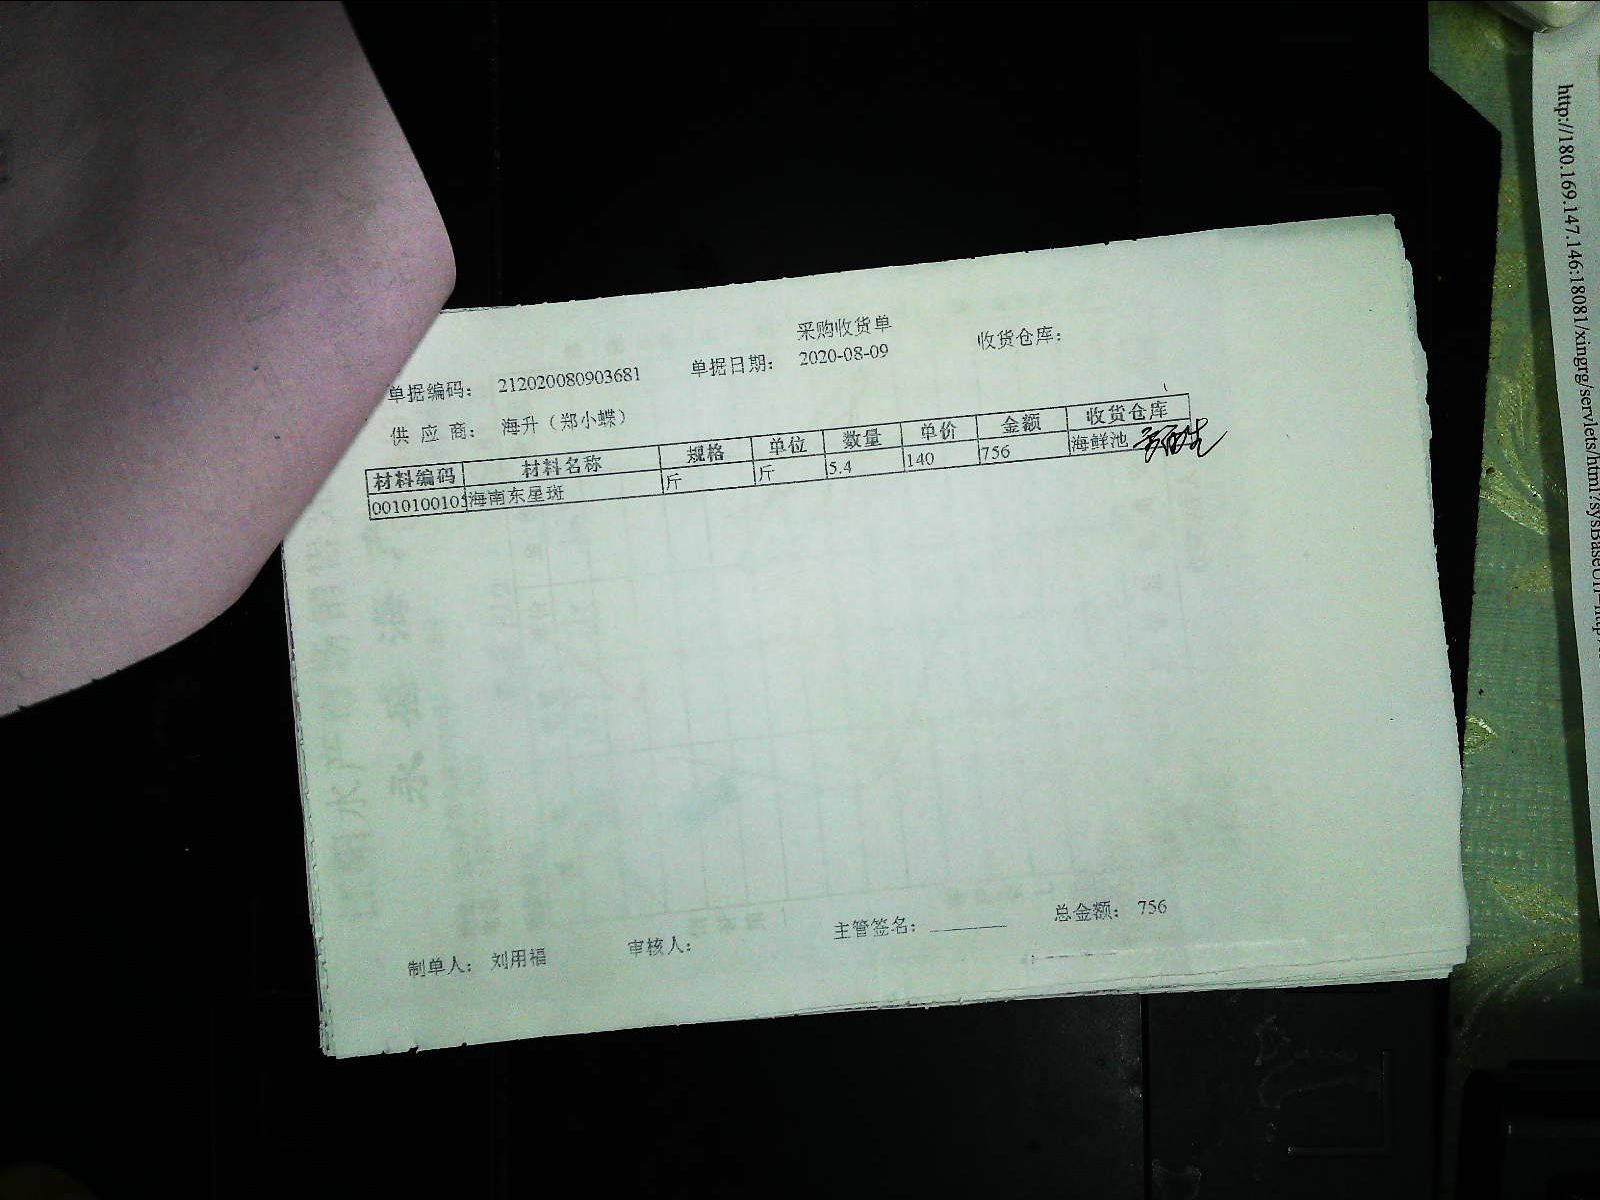 采购收货单
单据编码： 212020080903681 单据日期： 2020-08-09 收货仓库：
供 应 商： 海升（郑小蝶）
材料编码 材料名称 规格 单位 数量 单价 金额 收货仓库
0010100105 海南东星斑 斤 斤 5.4 140 756 海鲜池
制单人： 刘用福 审核人： 主管签名： 总金额： 756
http://180.169.147.146:18081/xingrg/servlets/html?sysBaseUrl=http